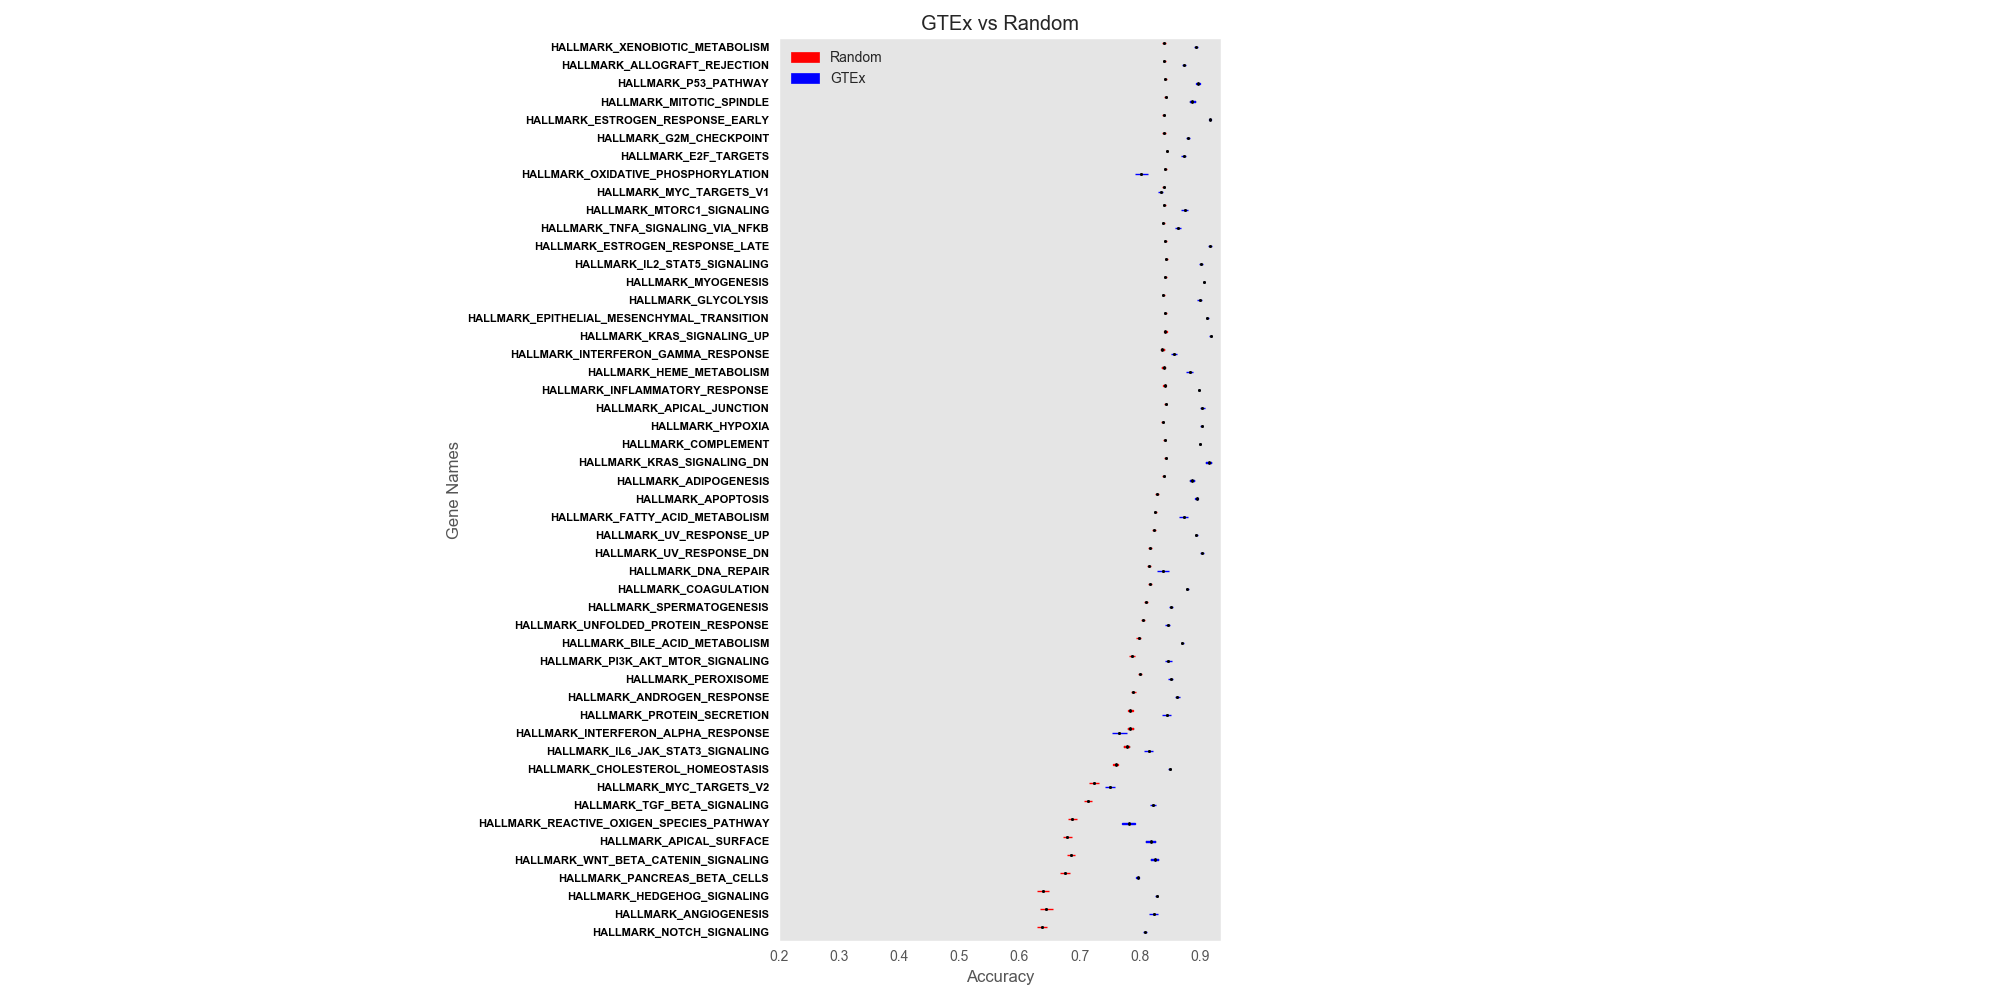 GTEx vs Random
Random
GTEx
HALLMARK_XENOBIOTIC_METABOLISM
HALLMARK_ALLOGRAFT_REJECTION
HALLMARK_P53_PATHWAY
HALLMARK_MITOTIC_SPINDLE
HALLMARK_ESTROGEN_RESPONSE_EARLY
HALLMARK_G2M_CHECKPOINT
HALLMARK_E2F_TARGETS
HALLMARK_OXIDATIVE_PHOSPHORYLATION
HALLMARK_MYC_TARGETS_V1
HALLMARK_MTORC1_SIGNALING
HALLMARK_TNFA_SIGNALING_VIA_NFKB
HALLMARK_ESTROGEN_RESPONSE_LATE
HALLMARK_IL2_STAT5_SIGNALING
HALLMARK_MYOGENESIS
HALLMARK_GLYCOLYSIS
HALLMARK_EPITHELIAL_MESENCHYMAL_TRANSITION
HALLMARK_KRAS_SIGNALING_UP
HALLMARK_INTERFERON_GAMMA_RESPONSE
HALLMARK_HEME_METABOLISM
HALLMARK_INFLAMMATORY_RESPONSE
HALLMARK_APICAL_JUNCTION
HALLMARK_HYPOXIA
HALLMARK_COMPLEMENT
HALLMARK_KRAS_SIGNALING_DN
HALLMARK_ADIPOGENESIS
HALLMARK_APOPTOSIS
HALLMARK_FATTY_ACID_METABOLISM
HALLMARK_UV_RESPONSE_UP
HALLMARK_UV_RESPONSE_DN
HALLMARK_DNA_REPAIR
HALLMARK_COAGULATION
HALLMARK_SPERMATOGENESIS
HALLMARK_UNFOLDED_PROTEIN_RESPONSE
HALLMARK_BILE_ACID_METABOLISM
HALLMARK_PI3K_AKT_MTOR_SIGNALING
HALLMARK_PEROXISOME
HALLMARK_ANDROGEN_RESPONSE
HALLMARK_PROTEIN_SECRETION
HALLMARK_INTERFERON_ALPHA_RESPONSE
HALLMARK_IL6_JAK_STAT3_SIGNALING
HALLMARK_CHOLESTEROL_HOMEOSTASIS
HALLMARK_MYC_TARGETS_V2
HALLMARK_TGF_BETA_SIGNALING
HALLMARK_REACTIVE_OXIGEN_SPECIES_PATHWAY
HALLMARK_APICAL_SURFACE
HALLMARK_WNT_BETA_CATENIN_SIGNALING
HALLMARK_PANCREAS_BETA_CELLS
HALLMARK_HEDGEHOG_SIGNALING
HALLMARK_ANGIOGENESIS
HALLMARK_NOTCH_SIGNALING
Gene Names
0.2 0.3 0.4 0.5 0.6 0.7 0.8 0.9
Accuracy